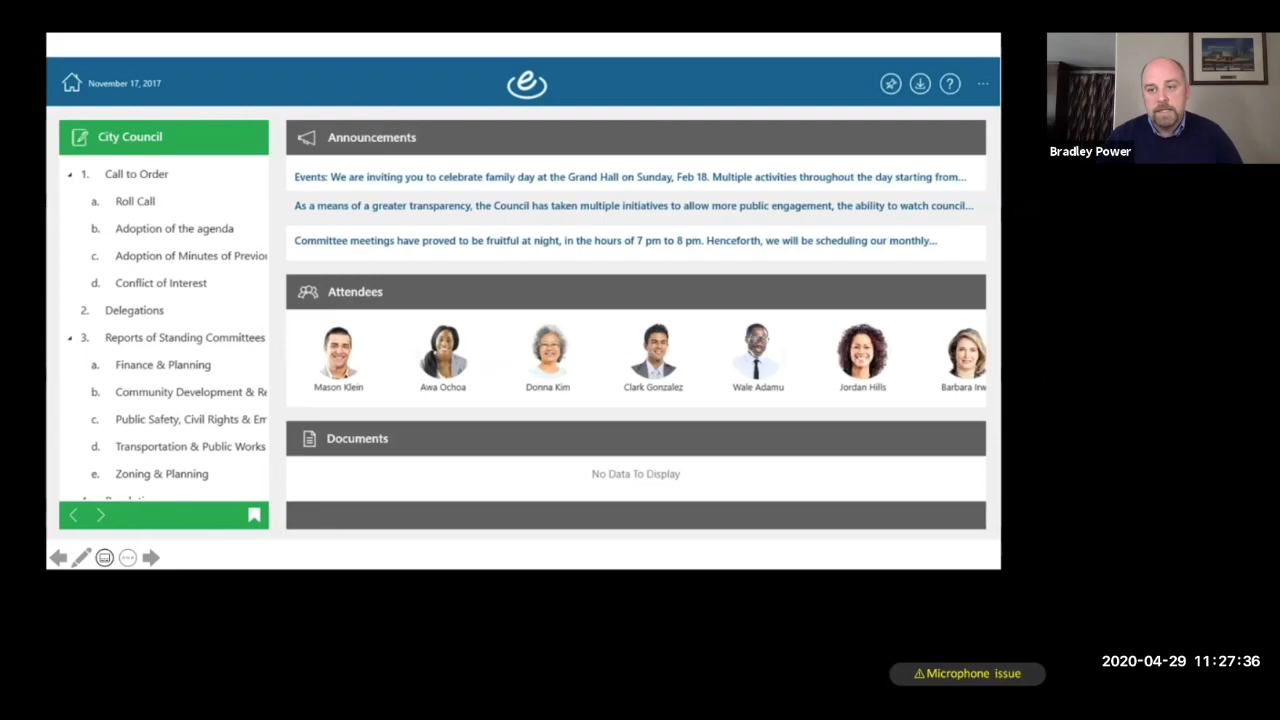 November 17, 2017
City Council
1. Call to Order
a. Roll Call
b. Adoption of the agenda
c. Adoption of Minutes of Previou
d. Conflict of Interest
2. Delegations
3. Reports of Standing Committees
a. Finance & Planning
b. Community Development & Re
c. Public Safety, Civil Rights & Em
d. Transportation & Public Works
e. Zoning & Planning
Announcements
Events: We are inviting you to celebrate family day at the Grand Hall on Sunday, Feb 18. Multiple activities throughout the day starting from...
As a means of a greater transparency, the Council has taken multiple initiatives to allow more public engagement, the ability to watch council...
Committee meetings have proved to be fruitful at night, in the hours of 7 pm to 8 pm. Henceforth, we will be scheduling our monthly...
Attendees
Mason Klein
Awa Ochoa
Donna Kim
Clark Gonzalez
Wale Adamu
Jordan Hills
Barbara Irw
Documents
No Data To Display
Bradley Power
Microphone issue
2020-04-29 11:27:36